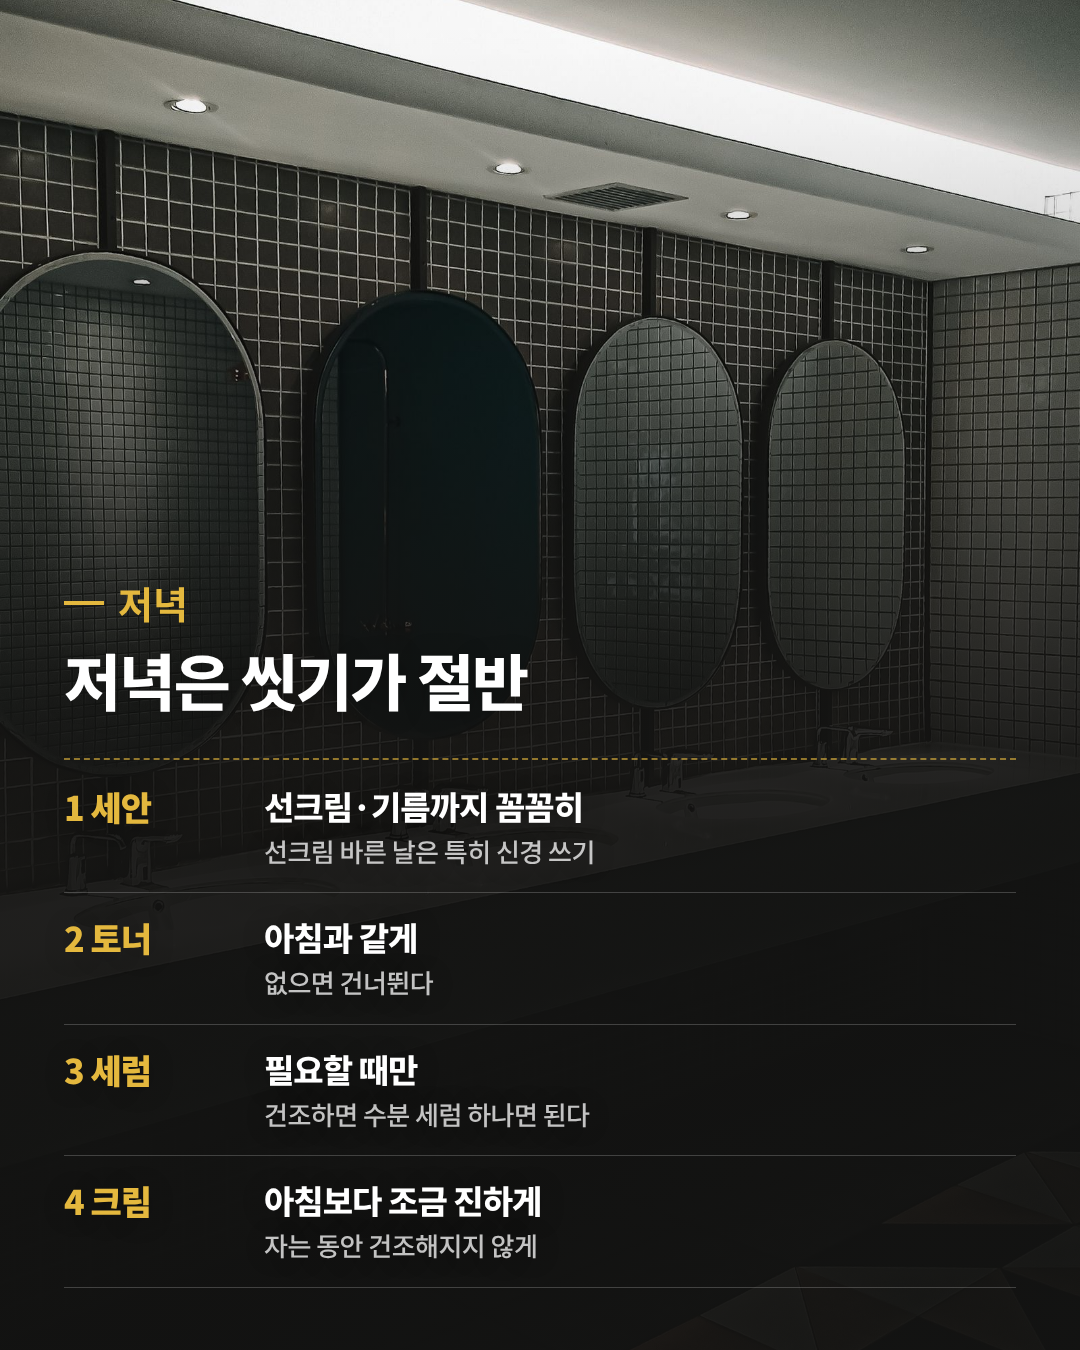 저녁
저녁은 씻기가 절반
1 세안
선크림·기름까지 꼼꼼히
선크림 바른 날은 특히 신경 쓰기
2 토너
아침과 같게
없으면 건너뛴다
3 세럼
필요할 때만
건조하면 수분 세럼 하나면 된다
4 크림
아침보다 조금 진하게
자는 동안 건조해지지 않게